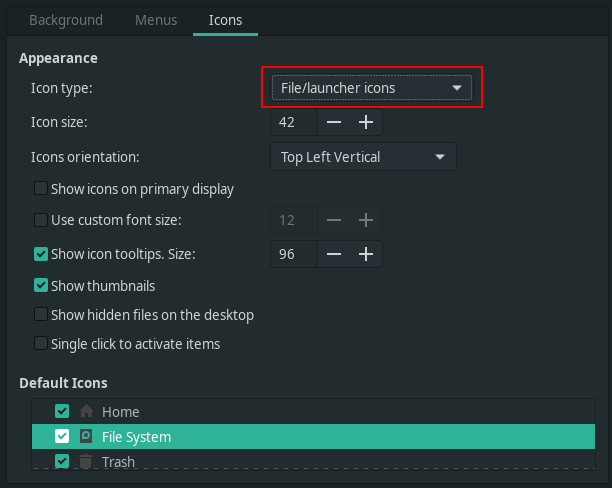 Background Menus Icons
Appearance
Icon type: File/launcher icons
Icon size: 42
Icons orientation: Top Left Vertical
Show icons on primary display
Use custom font size: 12
Show icon tooltips. Size: 96
Show thumbnails
Show hidden files on the desktop
Single click to activate items
Default Icons
Home
File System
Trash